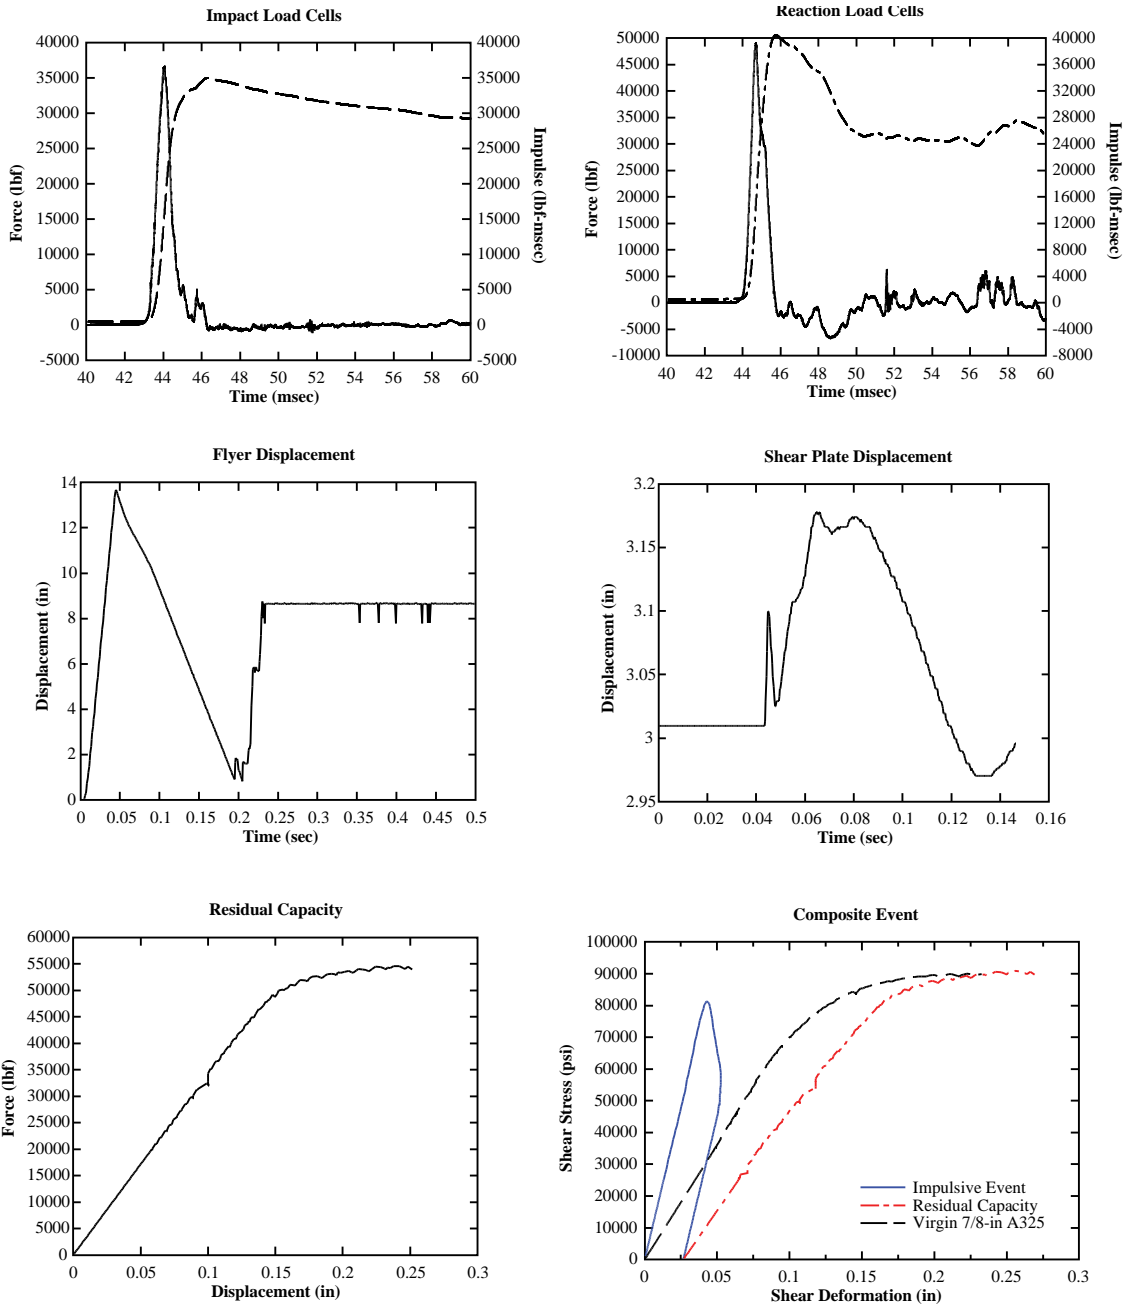 Impact Load Cells
40000
35000
30000
25000
20000
15000
10000
5000
0
-5000
40000
35000
30000
25000
20000
15000
10000
5000
0
-5000
40 42 44 46 48 50 52 54 56 58 60
Time (msec)
Force (lbf)
Impulse (lbf-msec)
Reaction Load Cells
50000
45000
40000
35000
30000
25000
20000
15000
10000
5000
0
-5000
-10000
40000
36000
32000
28000
24000
20000
16000
12000
8000
4000
0
-4000
-8000
40 42 44 46 48 50 52 54 56 58 60
Time (msec)
Force (lbf)
Impulse (lbf-msec)
Flyer Displacement
14
12
10
8
6
4
2
0
0 0.05 0.1 0.15 0.2 0.25 0.3 0.35 0.4 0.45 0.5
Time (sec)
Displacement (in)
Shear Plate Displacement
3.2
3.15
3.1
3.05
3
2.95
0 0.02 0.04 0.06 0.08 0.1 0.12 0.14 0.16
Time (sec)
Displacement (in)
Residual Capacity
60000
55000
50000
45000
40000
35000
30000
25000
20000
15000
10000
5000
0
0 0.05 0.1 0.15 0.2 0.25 0.3
Displacement (in)
Force (lbf)
Composite Event
100000
90000
80000
70000
60000
50000
40000
30000
20000
10000
0
0 0.05 0.1 0.15 0.2 0.25 0.3
Shear Deformation (in)
Shear Stress (psi)
Impulsive Event
Residual Capacity
Virgin 7/8-in A325